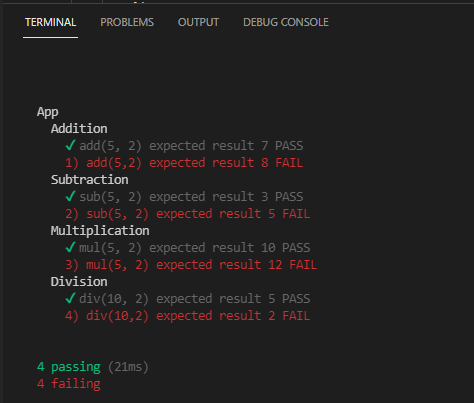 TERMINAL PROBLEMS OUTPUT DEBUG CONSOLE
App
Addition
✓ add(5, 2) expected result 7 PASS
1) add(5,2) expected result 8 FAIL
Subtraction
✓ sub(5, 2) expected result 3 PASS
2) sub(5, 2) expected result 5 FAIL
Multiplication
✓ mul(5, 2) expected result 10 PASS
3) mul(5, 2) expected result 12 FAIL
Division
✓ div(10, 2) expected result 5 PASS
4) div(10,2) expected result 2 FAIL
4 passing (21ms)
4 failing